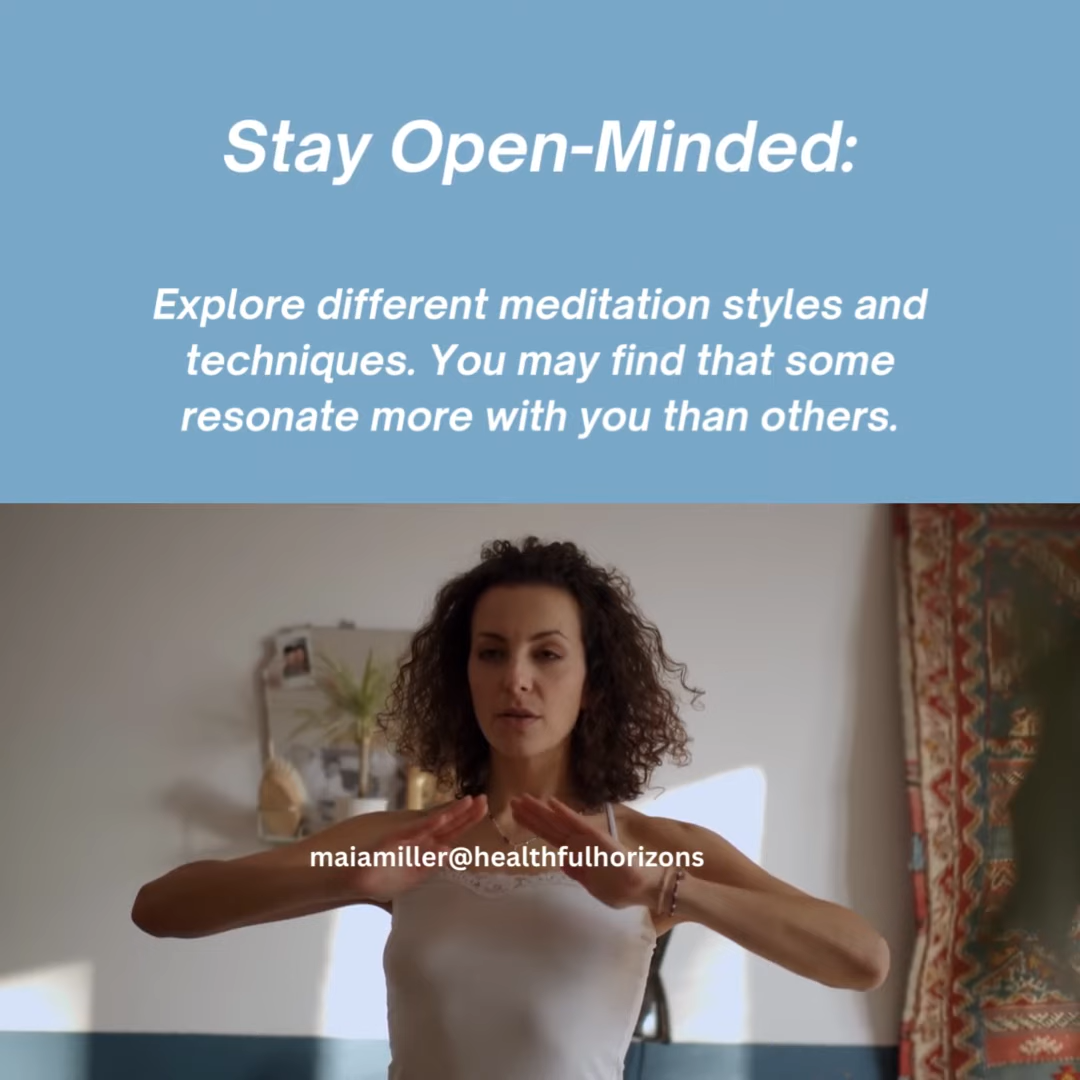 Stay Open-Minded:
Explore different meditation styles and
techniques. You may find that some
resonate more with you than others.
maiamiller@healthfulhorizons